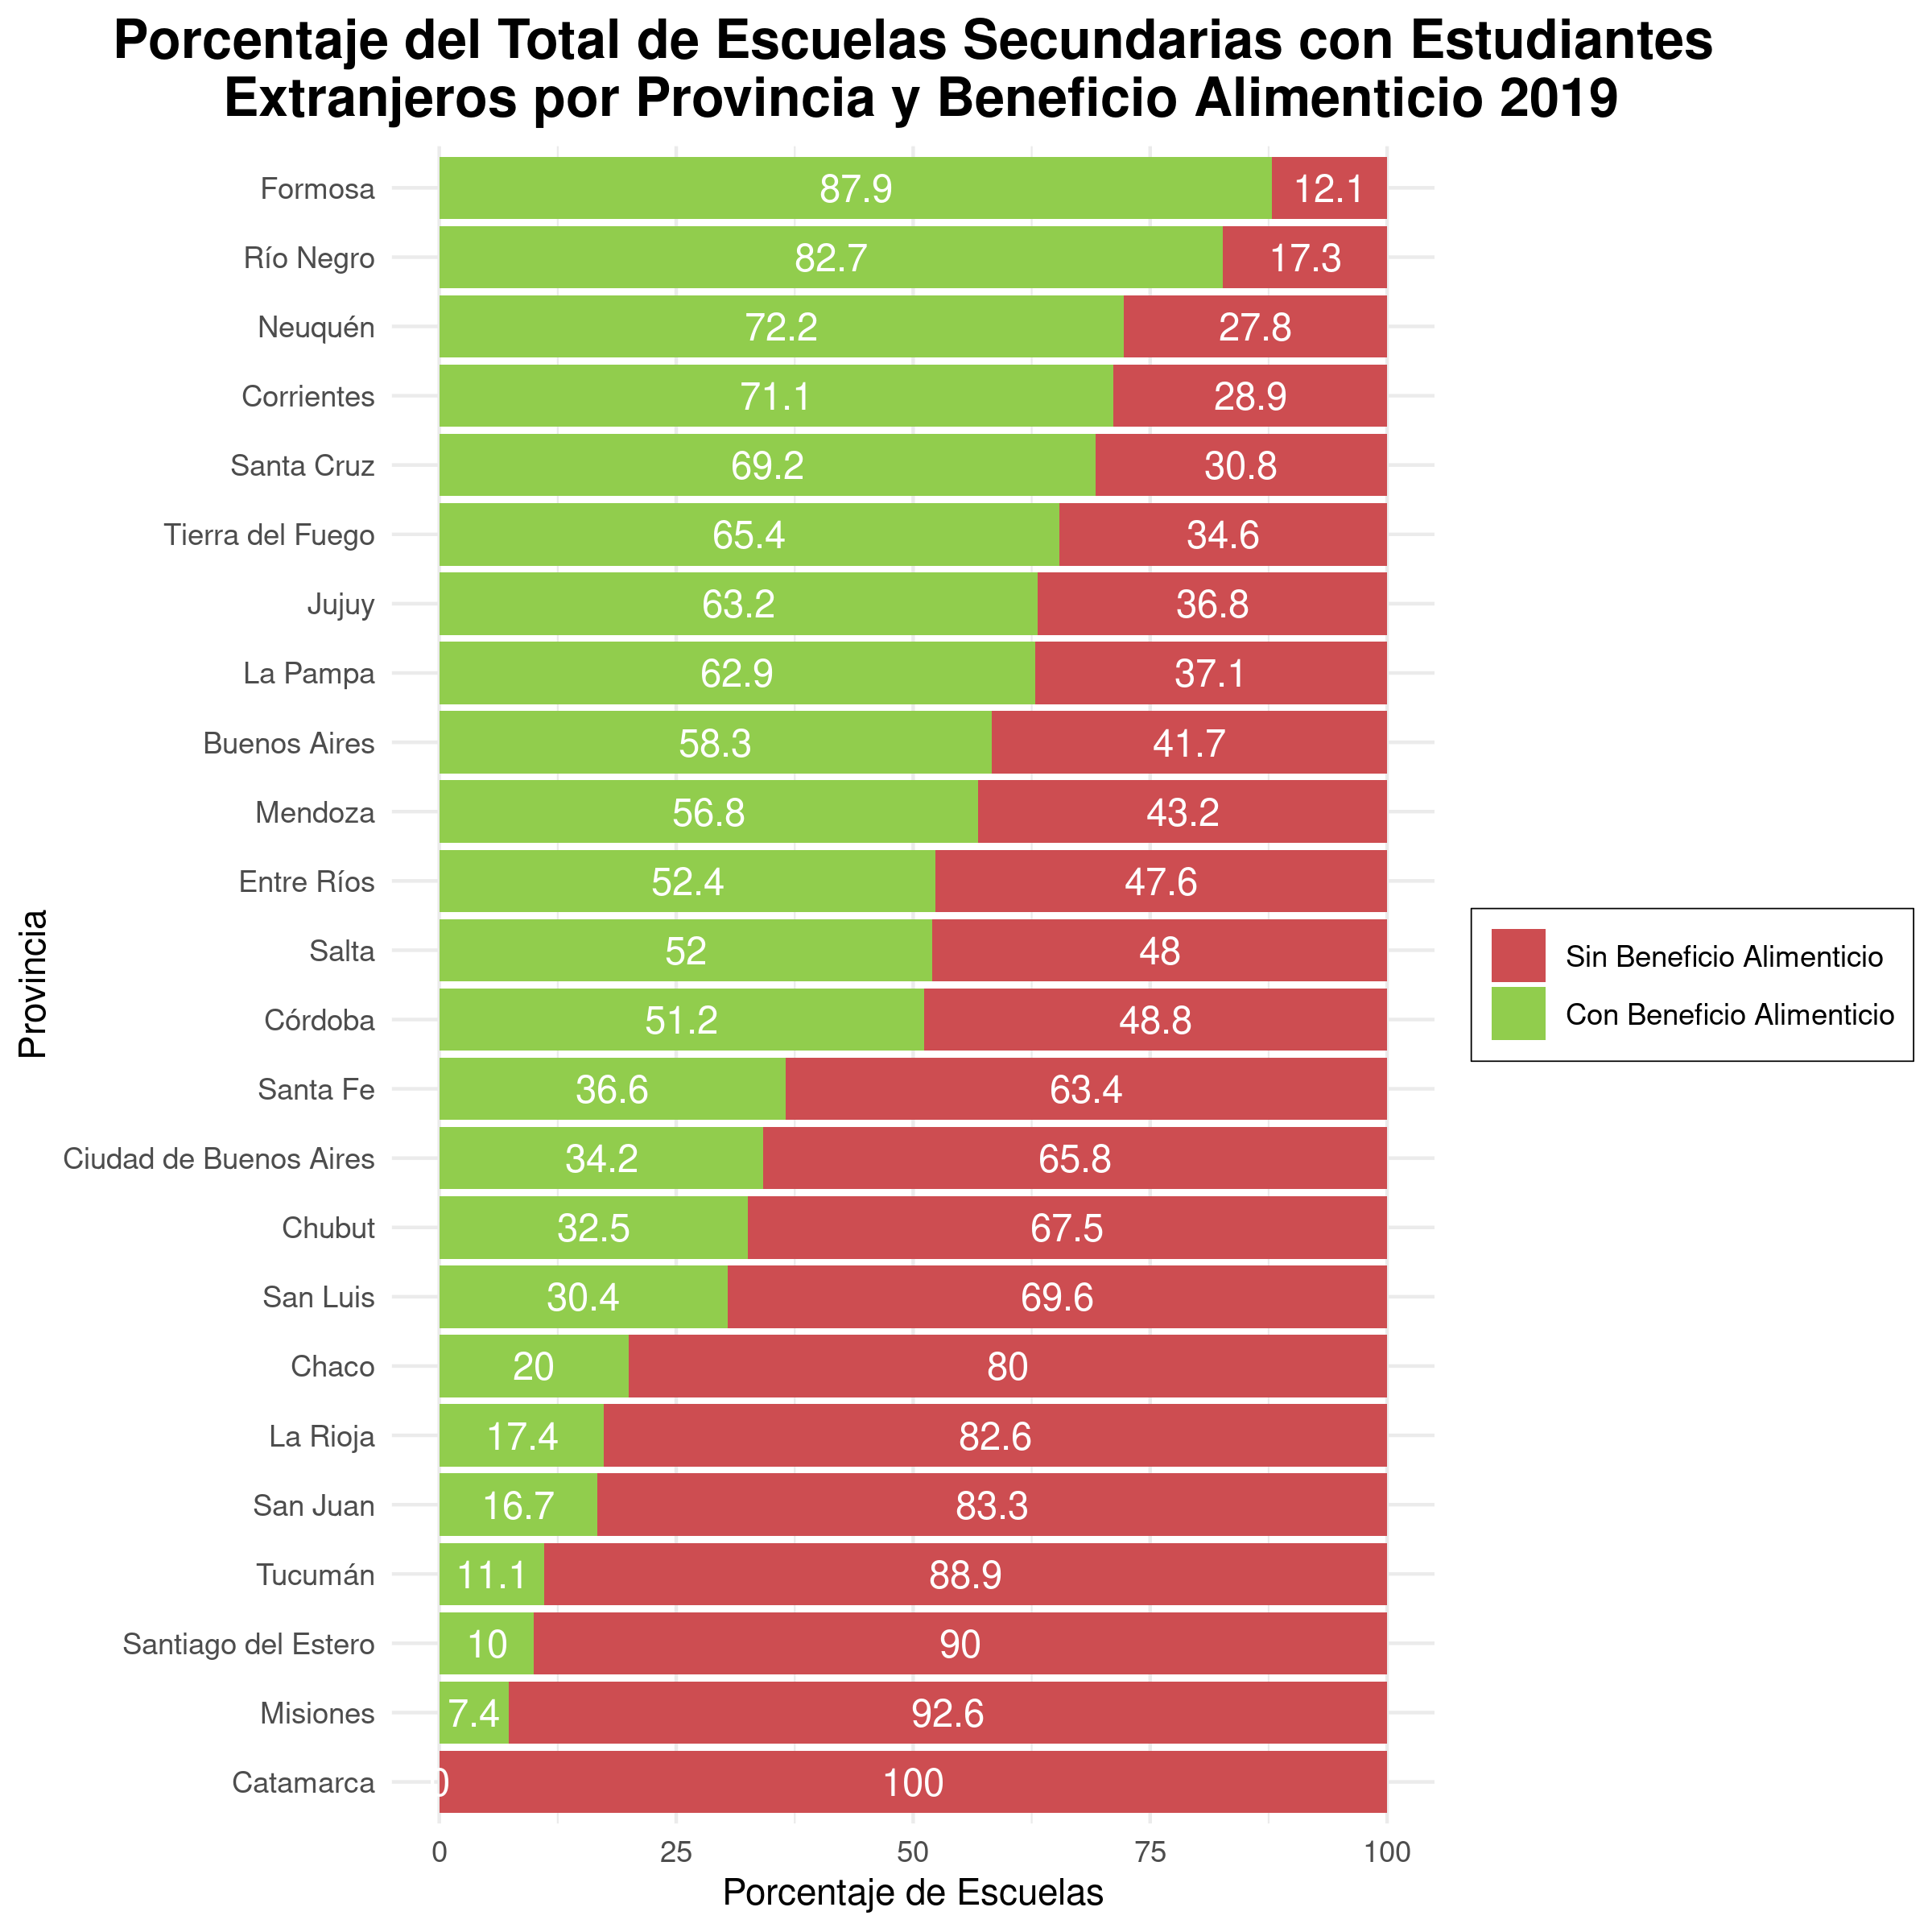 Porcentaje del Total de Escuelas Secundarias con Estudiantes
Extranjeros por Provincia y Beneficio Alimenticio 2019
Formosa 87.9 12.1
Río Negro 82.7 17.3
Neuquén 72.2 27.8
Corrientes 71.1 28.9
Santa Cruz 69.2 30.8
Tierra del Fuego 65.4 34.6
Jujuy 63.2 36.8
La Pampa 62.9 37.1
Buenos Aires 58.3 41.7
Mendoza 56.8 43.2
Entre Ríos 52.4 47.6
Salta 52 48
Córdoba 51.2 48.8
Santa Fe 36.6 63.4
Ciudad de Buenos Aires 34.2 65.8
Chubut 32.5 67.5
San Luis 30.4 69.6
Chaco 20 80
La Rioja 17.4 82.6
San Juan 16.7 83.3
Tucumán 11.1 88.9
Santiago del Estero 10 90
Misiones 7.4 92.6
Catamarca 0 100
0 25 50 75 100
Porcentaje de Escuelas
Provincia
Sin Beneficio Alimenticio
Con Beneficio Alimenticio